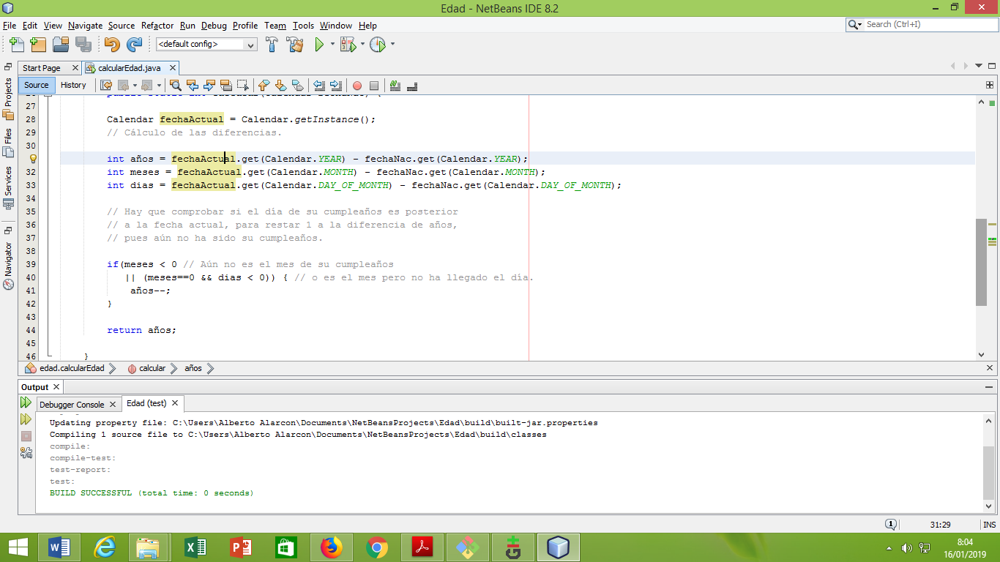 Edad - NetBeans IDE 8.2
File Edit View Navigate Source Refactor Run Debug Profile Team Tools Window Help
Search (Ctrl+I)
<default config>
Start Page calcularEdad.java
Source History
Projects
Files
Services
Navigator
27
28 Calendar fechaActual = Calendar.getInstance();
29 // Cálculo de las diferencias.
30
int años = fechaActual.get(Calendar.YEAR) - fechaNac.get(Calendar.YEAR);
32 int meses = fechaActual.get(Calendar.MONTH) - fechaNac.get(Calendar.MONTH);
33 int dias = fechaActual.get(Calendar.DAY_OF_MONTH) - fechaNac.get(Calendar.DAY_OF_MONTH);
34
35 // Hay que comprobar si el día de su cumpleaños es posterior
36 // a la fecha actual, para restar 1 a la diferencia de años,
37 // pues aún no ha sido su cumpleaños.
38
39 if(meses < 0 // Aún no es el mes de su cumpleaños
40 || (meses==0 && dias < 0)) { // o es el mes pero no ha llegado el día.
41 años--;
42 }
43
44 return años;
45
46 }
edad.calcularEdad calcular años
Output
Debugger Console Edad (test)
Updating property file: C:\Users\Alberto Alarcon\Documents\NetBeansProjects\Edad\build\built-jar.properties
Compiling 1 source file to C:\Users\Alberto Alarcon\Documents\NetBeansProjects\Edad\build\classes
compile:
compile-test:
test-report:
test:
BUILD SUCCESSFUL (total time: 0 seconds)
1 31:29 INS
8:04
16/01/2019